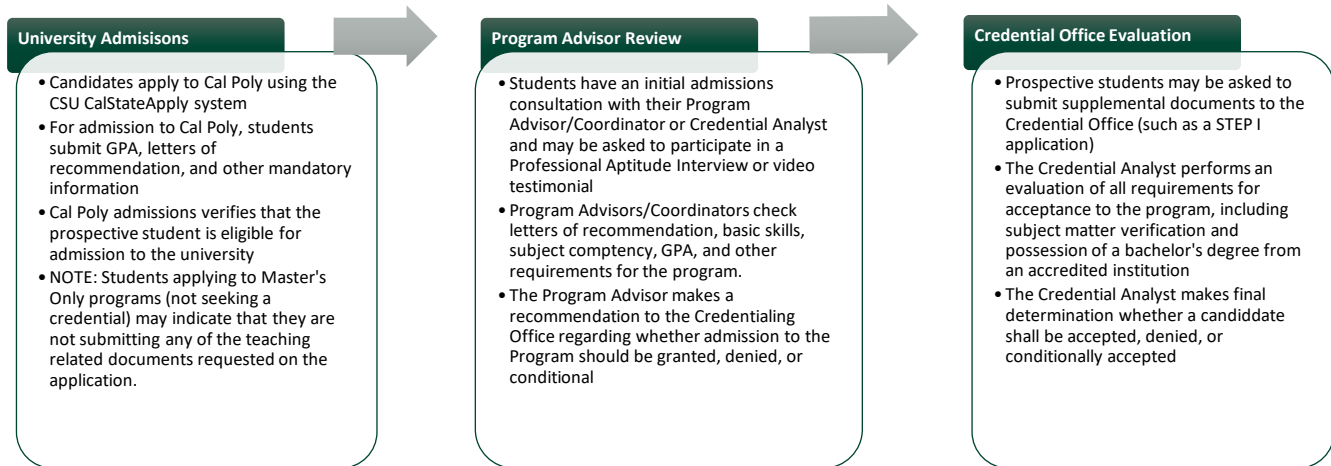 University Admisisons
• Candidates apply to Cal Poly using the
CSU CalStateApply system
• For admission to Cal Poly, students
submit GPA, letters of
recommendation, and other mandatory
information
• Cal Poly admissions verifies that the
prospective student is eligible for
admission to the university
• NOTE: Students applying to Master's
Only programs (not seeking a
credential) may indicate that they are
not submitting any of the teaching
related documents requested on the
application.
Program Advisor Review
• Students have an initial admissions
consultation with their Program
Advisor/Coordinator or Credential Analyst
and may be asked to participate in a
Professional Aptitude Interview or video
testimonial
• Program Advisors/Coordinators check
letters of recommendation, basic skills,
subject comptency, GPA, and other
requirements for the program.
• The Program Advisor makes a
recommendation to the Credentialing
Office regarding whether admission to the
Program should be granted, denied, or
conditional
Credential Office Evaluation
• Prospective students may be asked to
submit supplemental documents to the
Credential Office (such as a STEP I
application)
• The Credential Analyst performs an
evaluation of all requirements for
acceptance to the program, including
subject matter verification and
possession of a bachelor's degree from
an accredited institution
• The Credential Analyst makes final
determination whether a candiddate
shall be accepted, denied, or
conditionally accepted